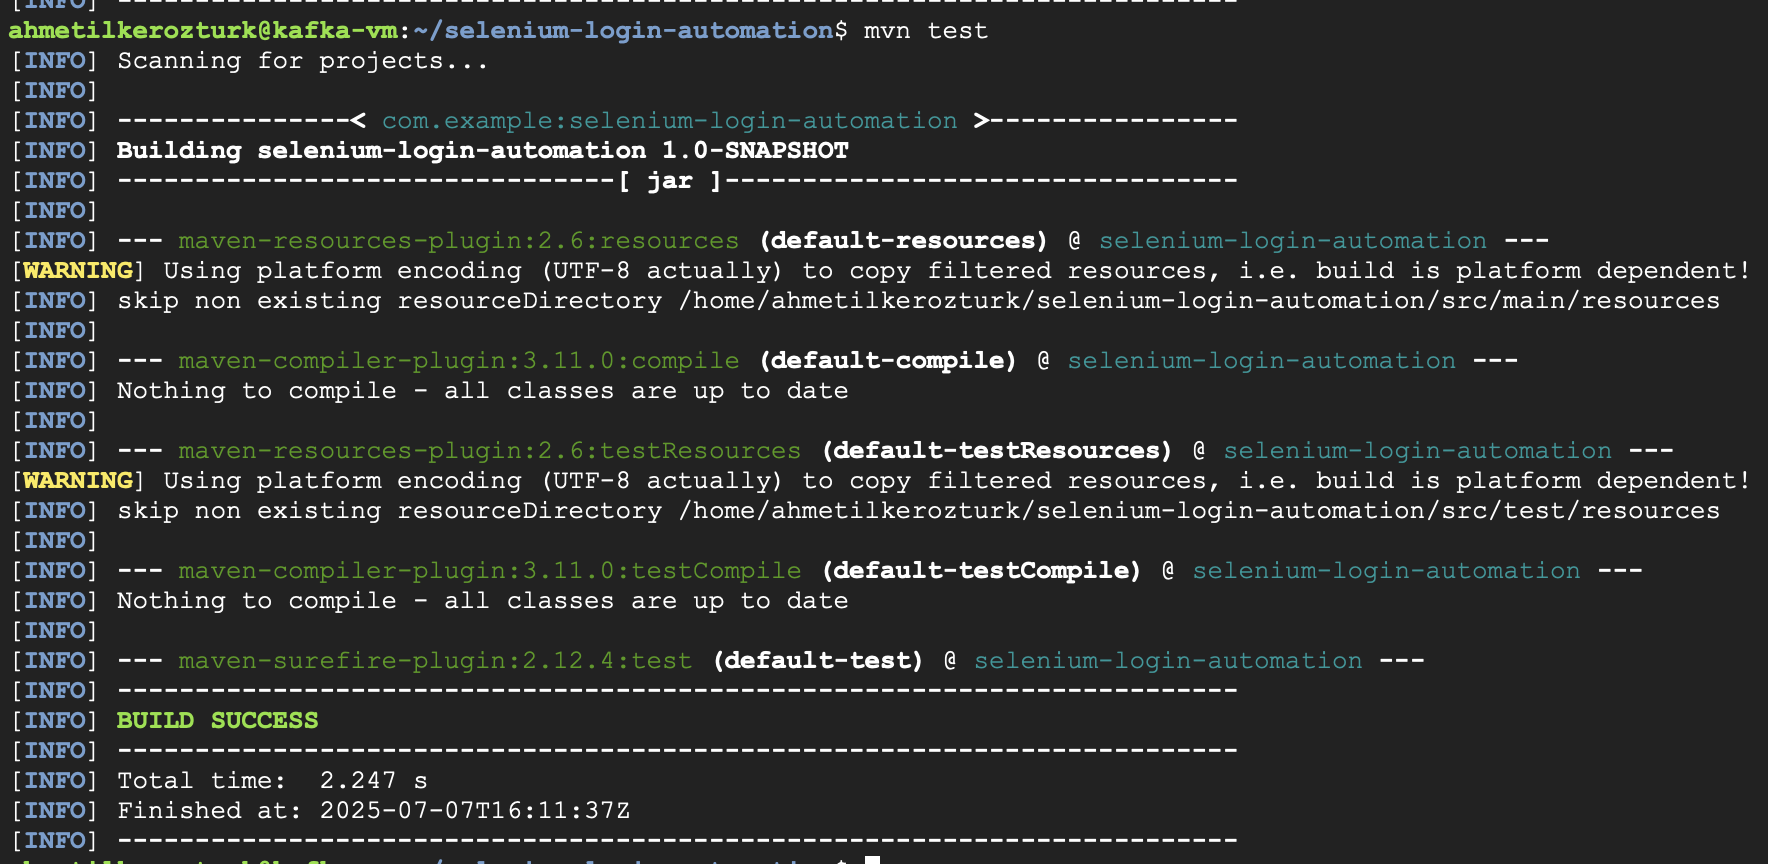 [INFO] ------------------------------------------------------------------------
ahmetilkerozturk@kafka-vm:~/selenium-login-automation$ mvn test
[INFO] Scanning for projects...
[INFO]
[INFO] ---------------< com.example:selenium-login-automation >----------------
[INFO] Building selenium-login-automation 1.0-SNAPSHOT
[INFO] --------------------------------[ jar ]---------------------------------
[INFO]
[INFO] --- maven-resources-plugin:2.6:resources (default-resources) @ selenium-login-automation ---
[WARNING] Using platform encoding (UTF-8 actually) to copy filtered resources, i.e. build is platform dependent!
[INFO] skip non existing resourceDirectory /home/ahmetilkerozturk/selenium-login-automation/src/main/resources
[INFO]
[INFO] --- maven-compiler-plugin:3.11.0:compile (default-compile) @ selenium-login-automation ---
[INFO] Nothing to compile - all classes are up to date
[INFO]
[INFO] --- maven-resources-plugin:2.6:testResources (default-testResources) @ selenium-login-automation ---
[WARNING] Using platform encoding (UTF-8 actually) to copy filtered resources, i.e. build is platform dependent!
[INFO] skip non existing resourceDirectory /home/ahmetilkerozturk/selenium-login-automation/src/test/resources
[INFO]
[INFO] --- maven-compiler-plugin:3.11.0:testCompile (default-testCompile) @ selenium-login-automation ---
[INFO] Nothing to compile - all classes are up to date
[INFO]
[INFO] --- maven-surefire-plugin:2.12.4:test (default-test) @ selenium-login-automation ---
[INFO] ------------------------------------------------------------------------
[INFO] BUILD SUCCESS
[INFO] ------------------------------------------------------------------------
[INFO] Total time:  2.247 s
[INFO] Finished at: 2025-07-07T16:11:37Z
[INFO] ------------------------------------------------------------------------